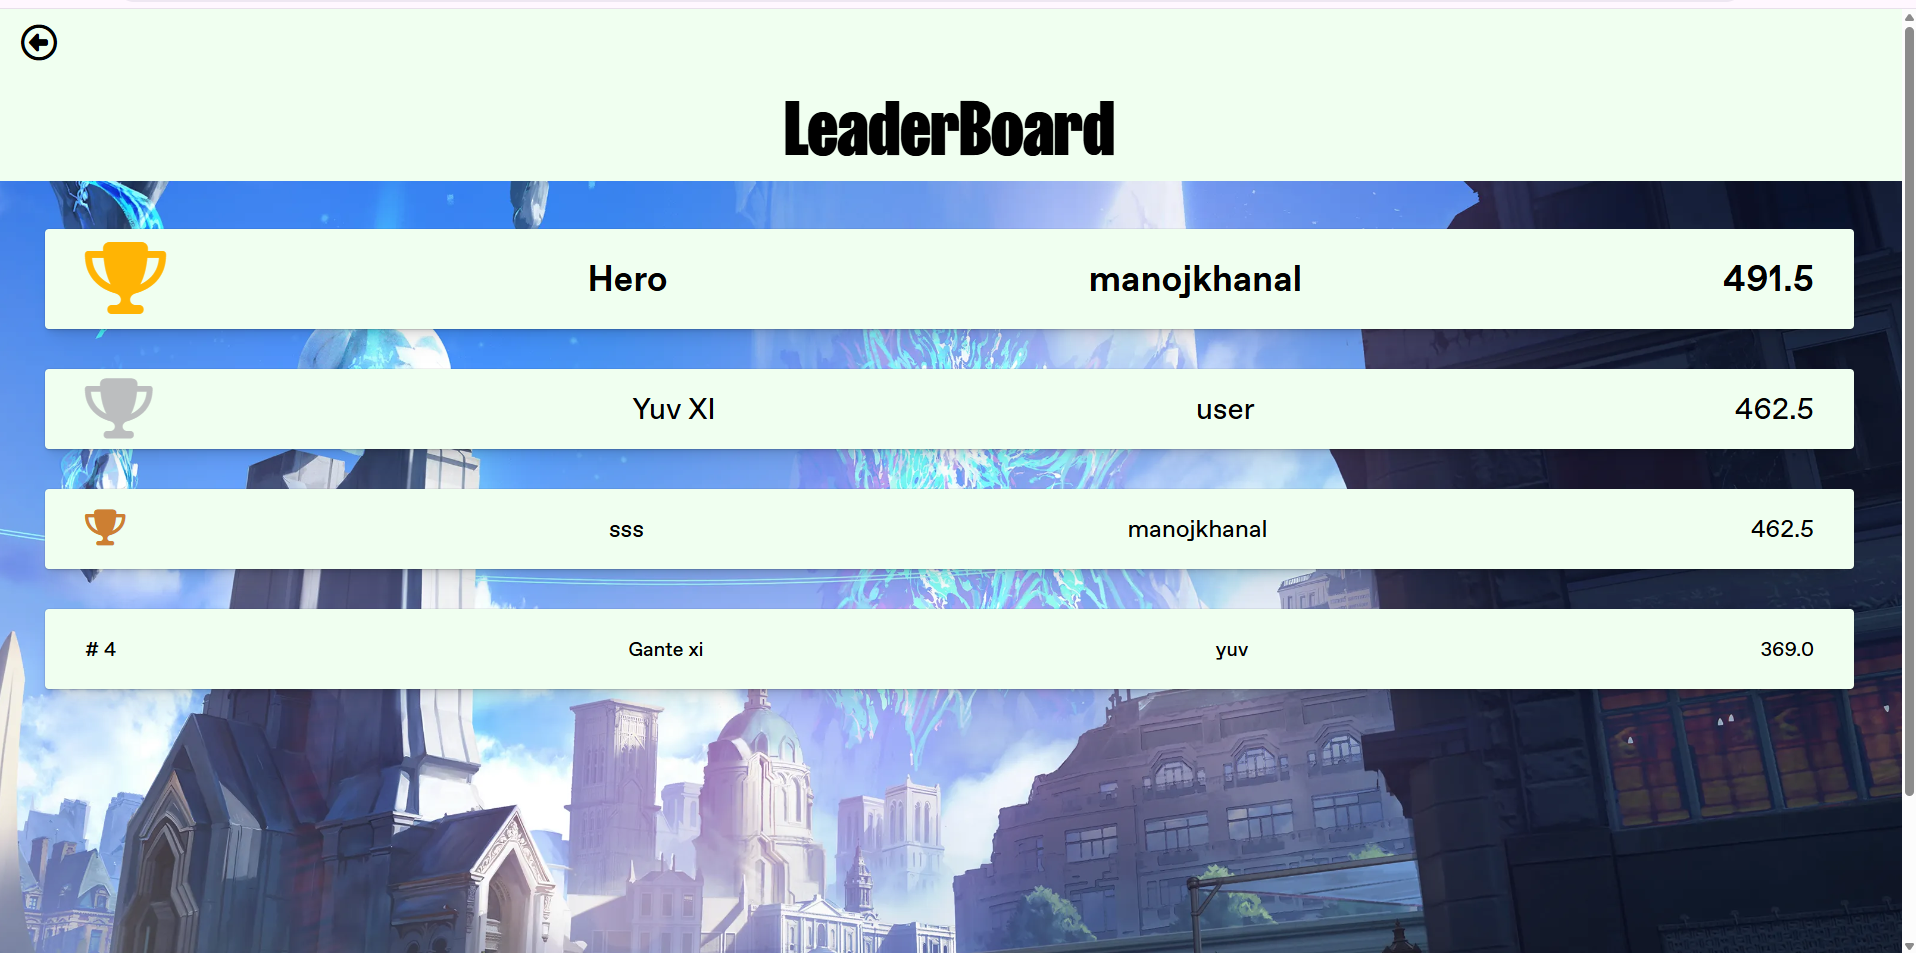 LeaderBoard
Hero manojkhanal 491.5
Yuv XI user 462.5
sss manojkhanal 462.5
# 4 Gante xi yuv 369.0